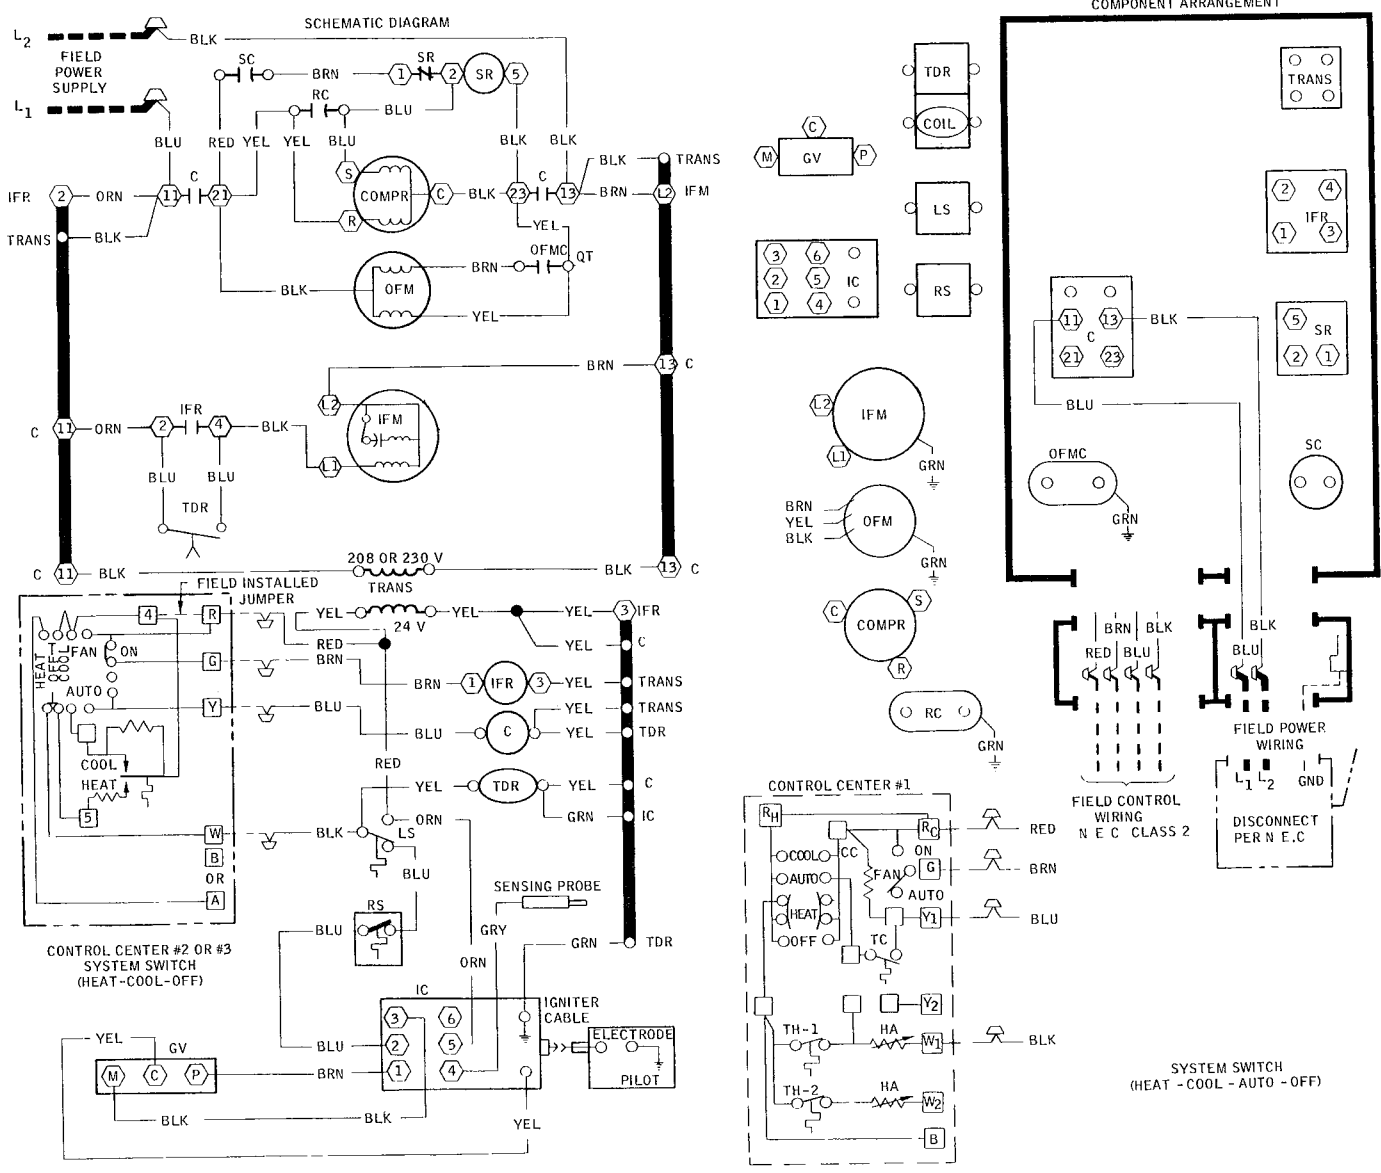 SCHEMATIC DIAGRAM
L2
BLK
FIELD
POWER
SUPPLY
L1
SC
BRN
1
SR
2
SR
5
RC
BLU
BLU
RED
YEL
YEL
BLU
BLK
BLK
S
BLK
TRANS
IFR
2
ORN
11
C
21
COMPR
C
BLK
23
C
13
BRN
L2
IFM
R
TRANS
BLK
YEL
OFMC
QT
BRN
OFM
BLK
YEL
BRN
13
C
L2
IFM
C
11
ORN
2
IFR
4
BLK
L1
BLU
BLU
TDR
208 OR 230 V
C
11
BLK
TRANS
BLK
13
C
FIELD INSTALLED
JUMPER
4
R
YEL
YEL
YEL
3
IFR
24 V
RED
YEL
C
HEAT
OFF
COOL
FAN
ON
G
BRN
BRN
1
IFR
3
YEL
TRANS
AUTO
Y
BLU
YEL
TRANS
BLU
C
YEL
TDR
COOL
RED
HEAT
YEL
TDR
YEL
C
5
ORN
GRN
IC
W
BLK
LS
B
OR
A
BLU
SENSING PROBE
RS
BLU
GRY
GRN
TDR
CONTROL CENTER #2 OR #3
SYSTEM SWITCH
(HEAT-COOL-OFF)
ORN
IC
IGNITER
CABLE
3
6
YEL
GV
BLU
2
5
ELECTRODE
M
C
P
BRN
1
4
PILOT
BLK
BLK
YEL
COMPONENT ARRANGEMENT
TDR
COIL
TRANS
C
M
GV
P
LS
2
4
IFR
1
3
3
6
2
5
IC
1
4
RS
11
13
BLK
C
21
23
5
SR
2
1
BLU
L2
IFM
L1
GRN
OFMC
SC
GRN
BRN
YEL
BLK
OFM
GRN
C
S
COMPR
R
RC
GRN
BRN
BLK
RED
BLU
BLK
BLU
FIELD POWER
WIRING
L1
L2
GND
FIELD CONTROL
WIRING
N E C CLASS 2
DISCONNECT
PER N E.C
CONTROL CENTER #1
RH
RC
RED
COOL
CC
ON
AUTO
FAN
G
BRN
AUTO
HEAT
Y1
BLU
OFF
TC
Y2
TH-1
HA
W1
BLK
TH-2
HA
W2
B
SYSTEM SWITCH
(HEAT -COOL - AUTO - OFF)